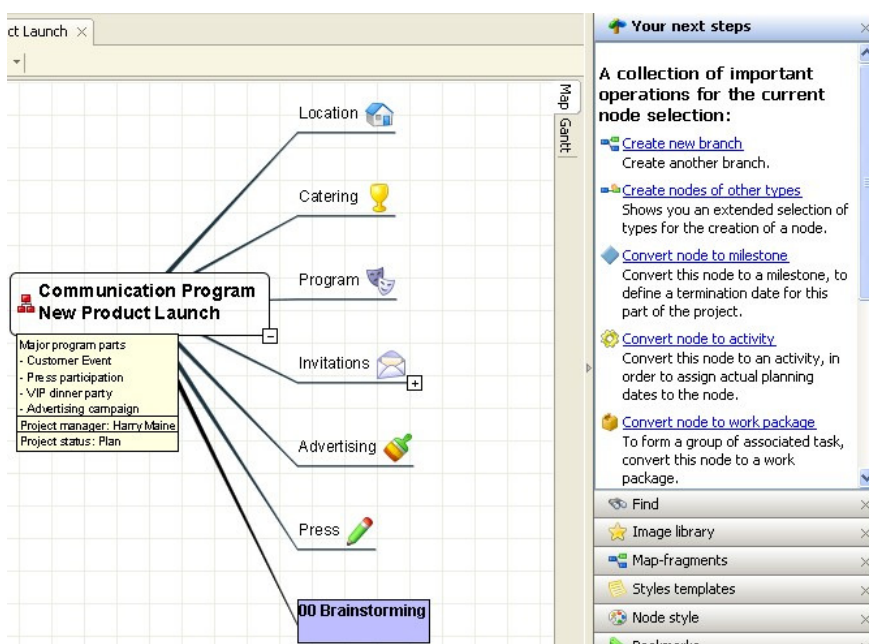 ct Launch
Location
Catering
Program
Communication Program
New Product Launch
Major program parts
- Customer Event
- Press participation
- VIP dinner party
- Advertising campaign
Project manager: Harry Maine
Project status: Plan
Invitations
Advertising
Press
00 Brainstorming
Map
Gantt
Your next steps
A collection of important
operations for the current
node selection:
Create new branch
Create another branch.
Create nodes of other types
Shows you an extended selection of
types for the creation of a node.
Convert node to milestone
Convert this node to a milestone, to
define a termination date for this
part of the project.
Convert node to activity
Convert this node to an activity, in
order to assign actual planning
dates to the node.
Convert node to work package
To form a group of associated task,
convert this node to a work
package.
Find
Image library
Map-fragments
Styles templates
Node style
Bookmarks